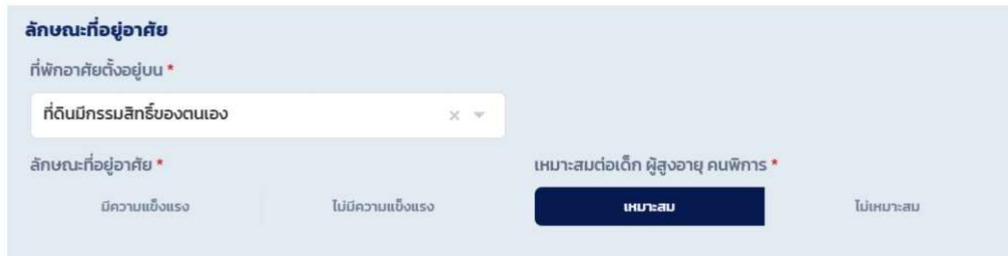 ลักษณะที่อยู่อาศัย
ที่พักอาศัยตั้งอยู่บน *
ที่ดินมีกรรมสิทธิ์ของตนเอง
ลักษณะที่อยู่อาศัย * เหมาะสมต่อเด็ก ผู้สูงอายุ คนพิการ *
มีความแข็งแรง ไม่มีความแข็งแรง เหมาะสม ไม่เหมาะสม